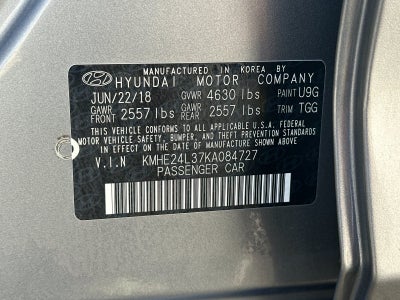 MANUFACTURED IN KOREA BY
HYUNDAI MOTOR COMPANY
JUN/22/18 GVWR 4630 lbs PAINT U9G
GAWR FRONT 2557 lbs GAWR REAR 2557 lbs TRIM TGG
THIS VEHICLE CONFORMS TO ALL APPLICABLE U.S.A. FEDERAL
MOTOR VEHICLE SAFETY, BUMPER, AND THEFT PREVENTION STANDARDS
IN EFFECT ON THE DATE OF MANUFACTURE SHOWN ABOVE.
V.I.N KMHE24L37KA084727
PASSENGER CAR